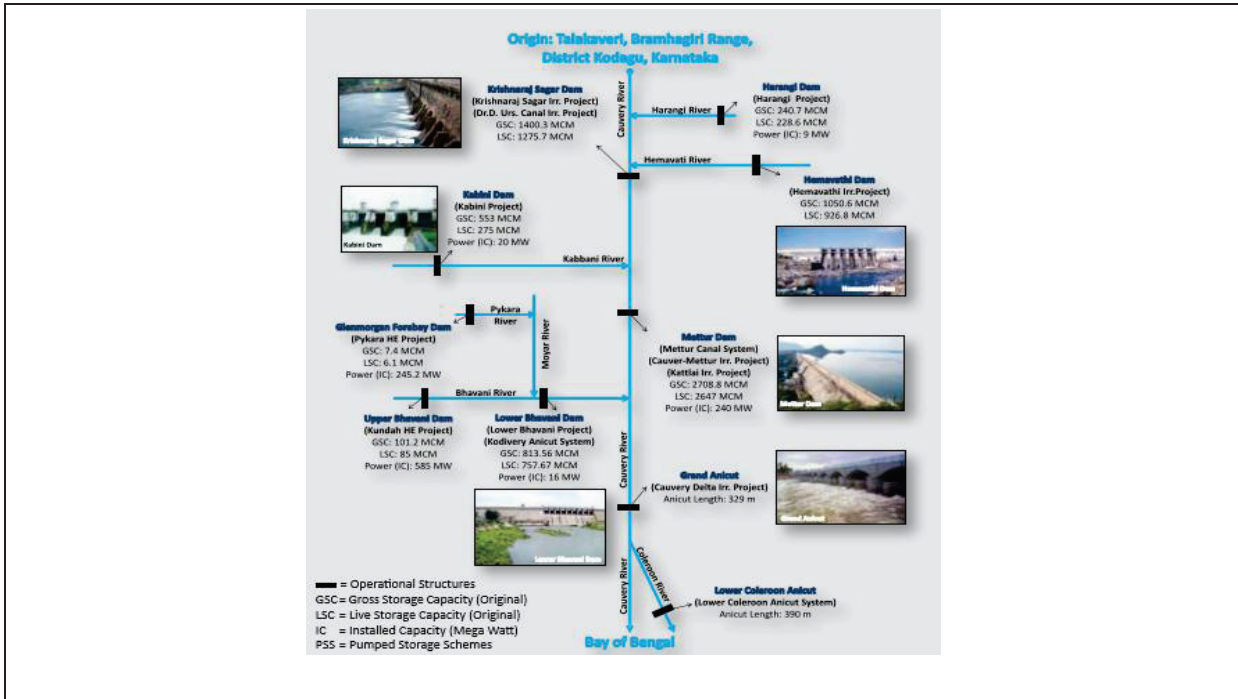 Origin: Talakaveri, Bramhagiri Range,
District Kodagu, Karnataka
Krishnaraj Sagar Dam
(Krishnaraj Sagar Irr. Project)
(Dr.D. Urs. Canal Irr. Project)
GSC: 1400.3 MCM
LSC: 1275.7 MCM
Krishnaraj Sagar Dam
Cauvery River
Harangi River
Harangi Dam
(Harangi Project)
GSC: 240.7 MCM
LSC: 228.6 MCM
Power (IC): 9 MW
Hemavati River
Hemavathi Dam
(Hemavathi Irr.Project)
GSC: 1050.6 MCM
LSC: 926.8 MCM
Hemavathi Dam
Kabini Dam
(Kabini Project)
GSC: 553 MCM
LSC: 275 MCM
Power (IC): 20 MW
Kabini Dam
Kabbani River
Pykara
River
Glenmorgan Forebay Dam
(Pykara HE Project)
GSC: 7.4 MCM
LSC: 6.1 MCM
Power (IC): 245.2 MW
Moyar River
Mettur Dam
(Mettur Canal System)
(Cauver-Mettur Irr. Project)
(Kattlai Irr. Project)
GSC: 2708.8 MCM
LSC: 2647 MCM
Power (IC): 240 MW
Mettur Dam
Bhavani River
Upper Bhavani Dam
(Kundah HE Project)
GSC: 101.2 MCM
LSC: 85 MCM
Power (IC): 585 MW
Lower Bhavani Dam
(Lower Bhavani Project)
(Kodivery Anicut System)
GSC: 813.56 MCM
LSC: 757.67 MCM
Power (IC): 16 MW
Lower Bhavani Dam
Cauvery River
Grand Anicut
(Cauvery Delta Irr. Project)
Anicut Length: 329 m
Grand Anicut
Cauvery River
Coleroon River
Lower Coleroon Anicut
(Lower Coleroon Anicut System)
Anicut Length: 390 m
Bay of Bengal
= Operational Structures
GSC = Gross Storage Capacity (Original)
LSC = Live Storage Capacity (Original)
IC = Installed Capacity (Mega Watt)
PSS = Pumped Storage Schemes